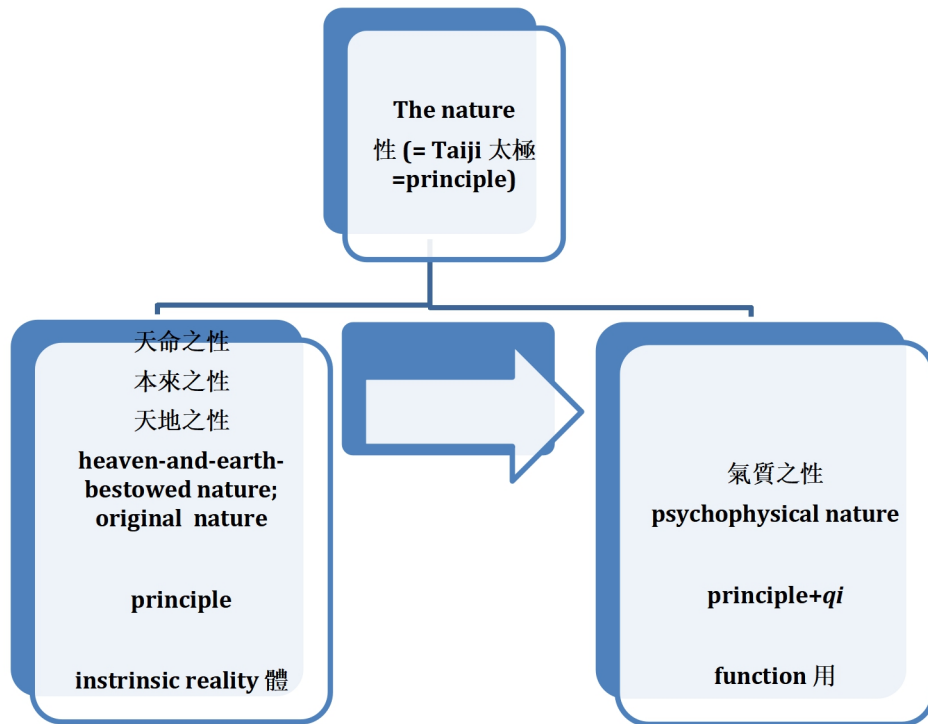 The nature
性 (= Taiji 太極
=principle)
天命之性
本來之性
天地之性
heaven-and-earth-
bestowed nature;
original nature
principle
instrinsic reality 體
氣質之性
psychophysical nature
principle+qi
function 用